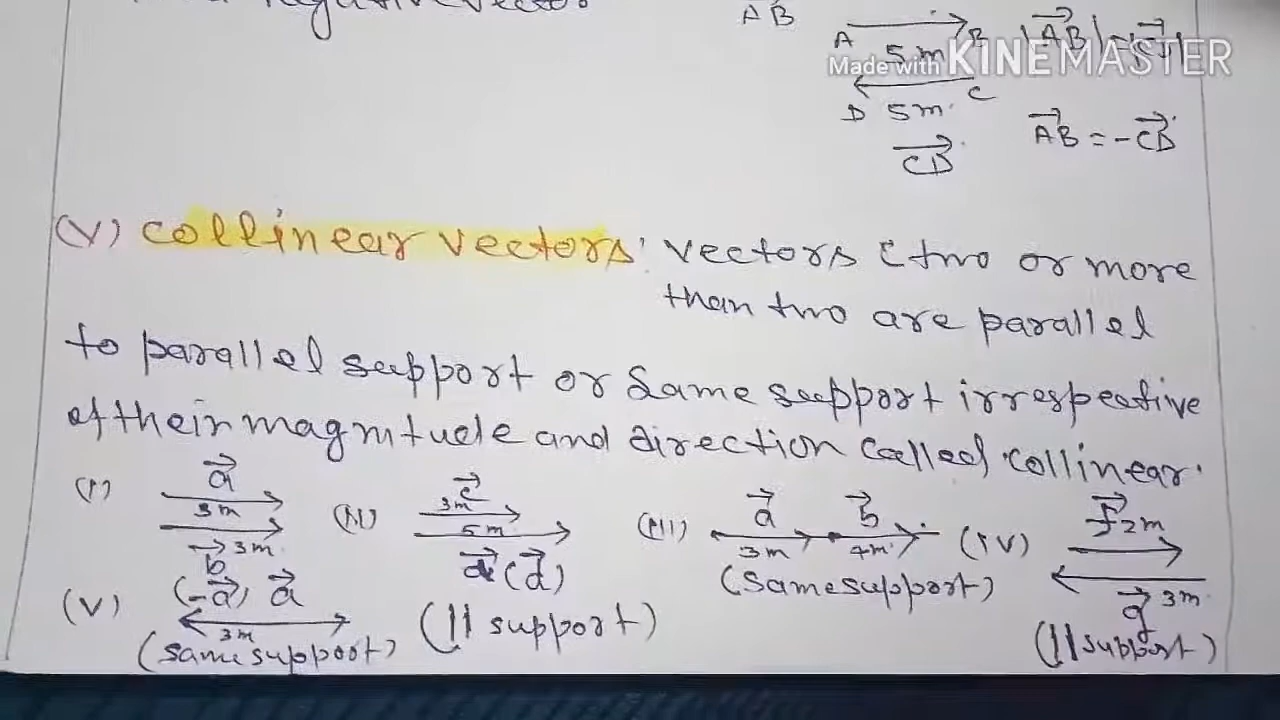 negative vector
AB
A B |AB|
5m
Made with KINEMASTER
D 5m. C
AB = -CD
CD
(V) collinear vectors: vectors (two or more
than two are parallel
to parallel support or same support irrespective
of their magnitude and direction called collinear.
(i) a 3m b 3m (ii) c 3m 5m d (d) (iii) a 3m b 4m (same support) (iv) f 2m g 3m (|| support)
(V) (-a) a 3m (same support) (|| support)